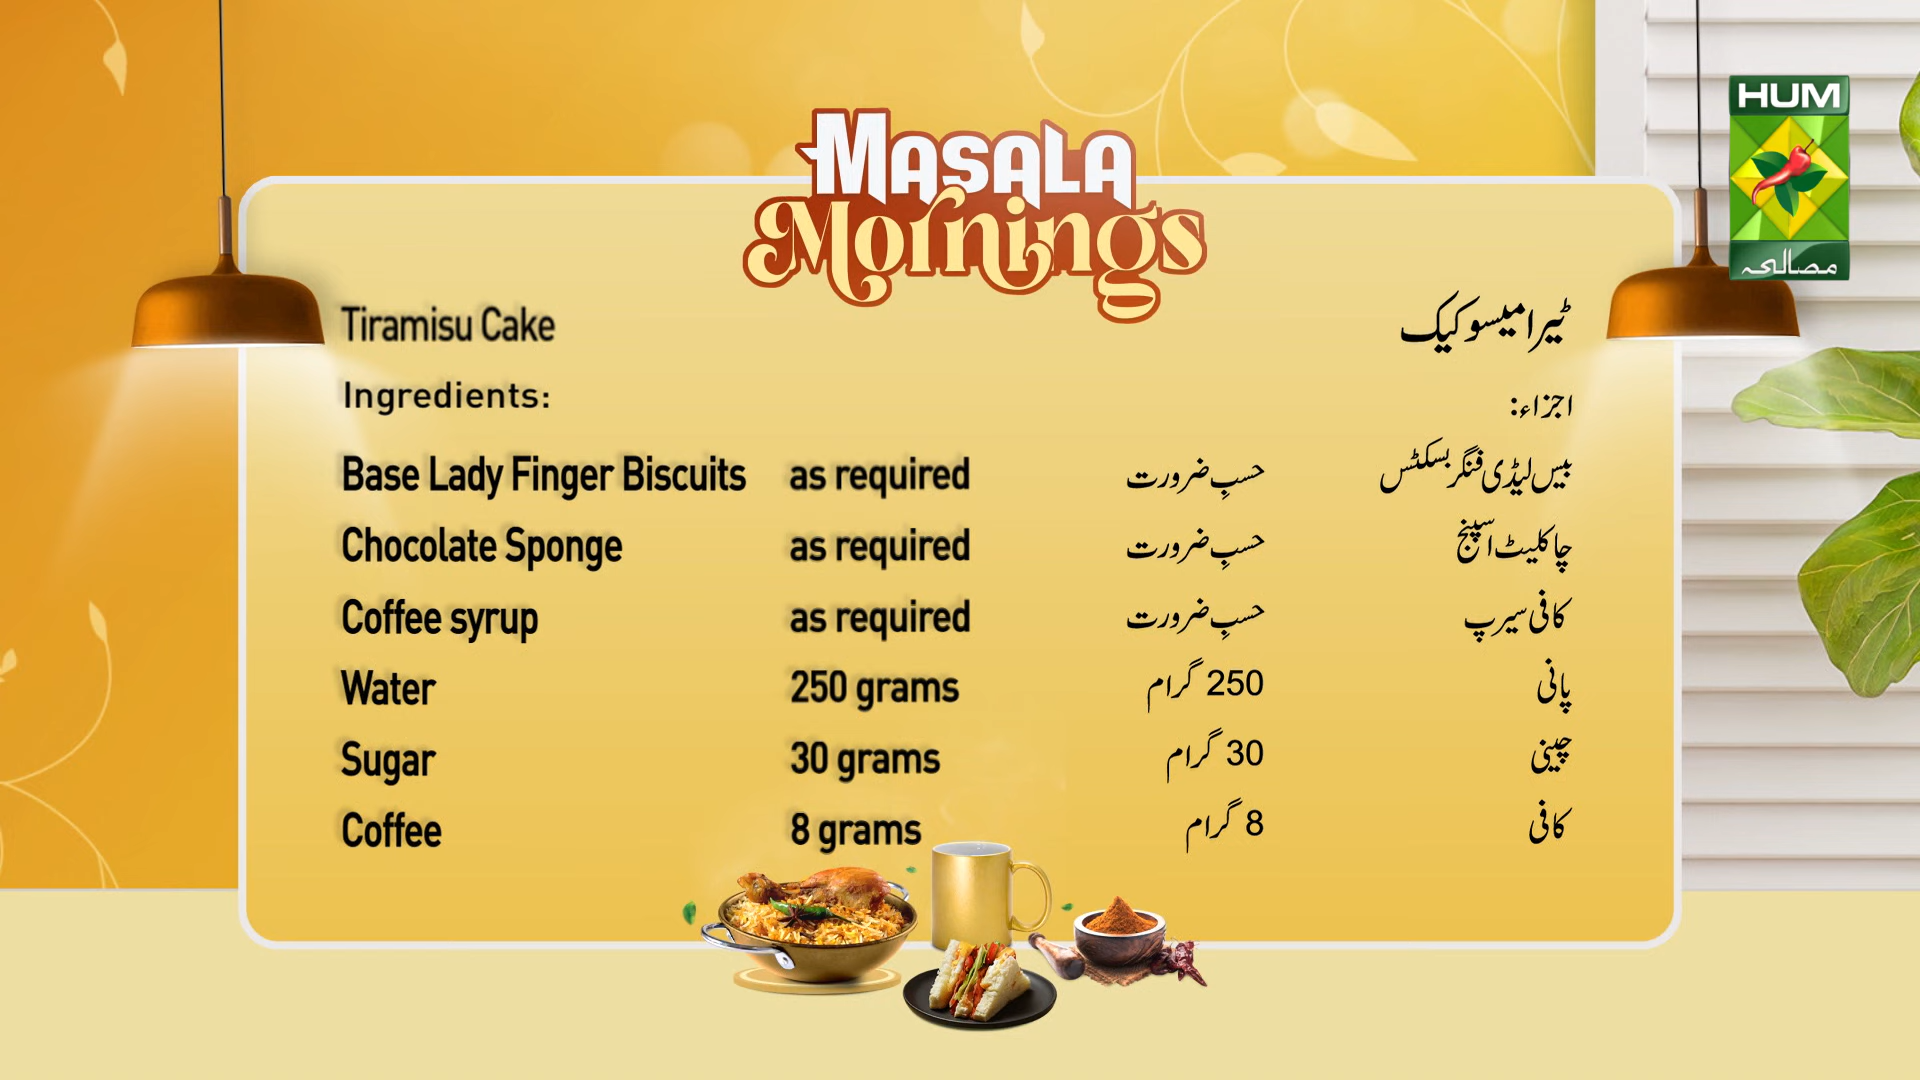 MASALA
Mornings
HUM
مصالحہ
Tiramisu Cake ٹیرامیسو کیک
Ingredients: اجزاء:
Base Lady Finger Biscuits as required حسبِ ضرورت بیس لیڈی فنگر بسکٹس
Chocolate Sponge as required حسبِ ضرورت چاکلیٹ اسپنج
Coffee syrup as required حسبِ ضرورت کافی سیرپ
Water 250 grams 250 گرام پانی
Sugar 30 grams 30 گرام چینی
Coffee 8 grams 8 گرام کافی